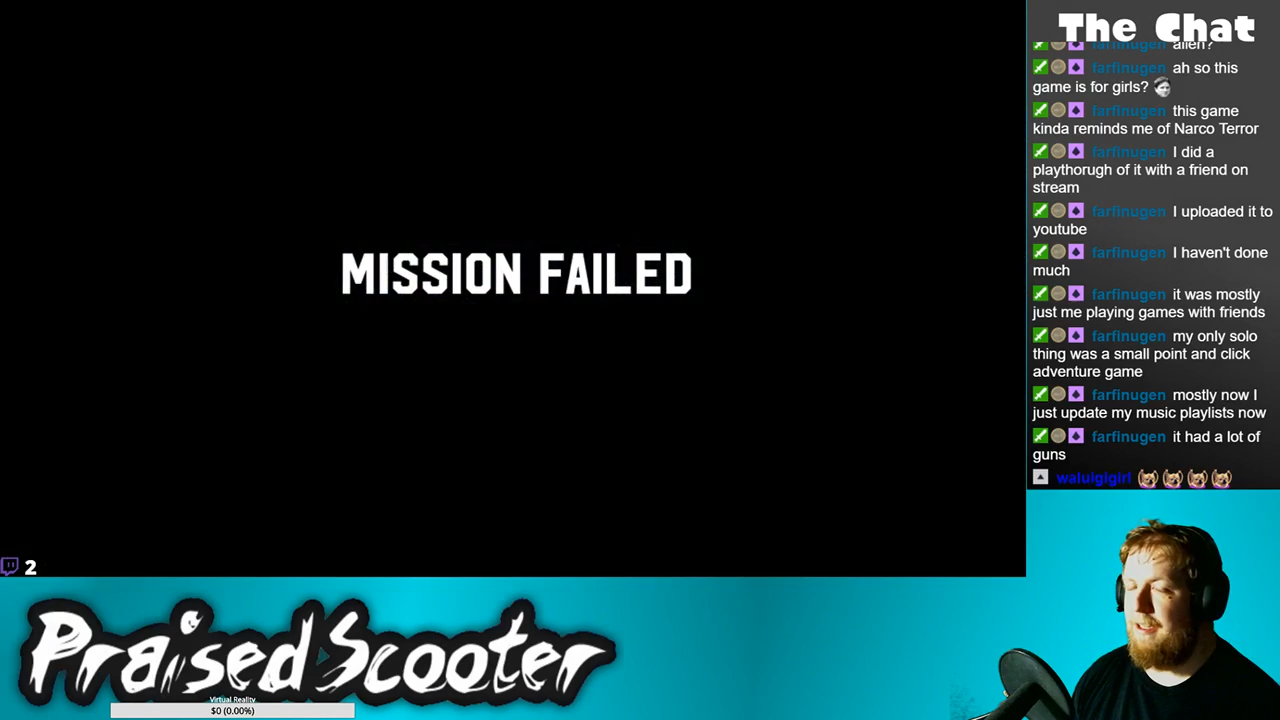 The Chat
farfinugen alien?
farfinugen ah so this
game is for girls?
farfinugen this game
kinda reminds me of Narco Terror
farfinugen I did a
playthorugh of it with a friend on
stream
farfinugen I uploaded it to
youtube
farfinugen I haven't done
much
farfinugen it was mostly
just me playing games with friends
farfinugen my only solo
thing was a small point and click
adventure game
farfinugen mostly now I
just update my music playlists now
farfinugen it had a lot of
guns
waluigigirl
MISSION FAILED
2
PraisedScooter
Virtual Reality
$0 (0.00%)